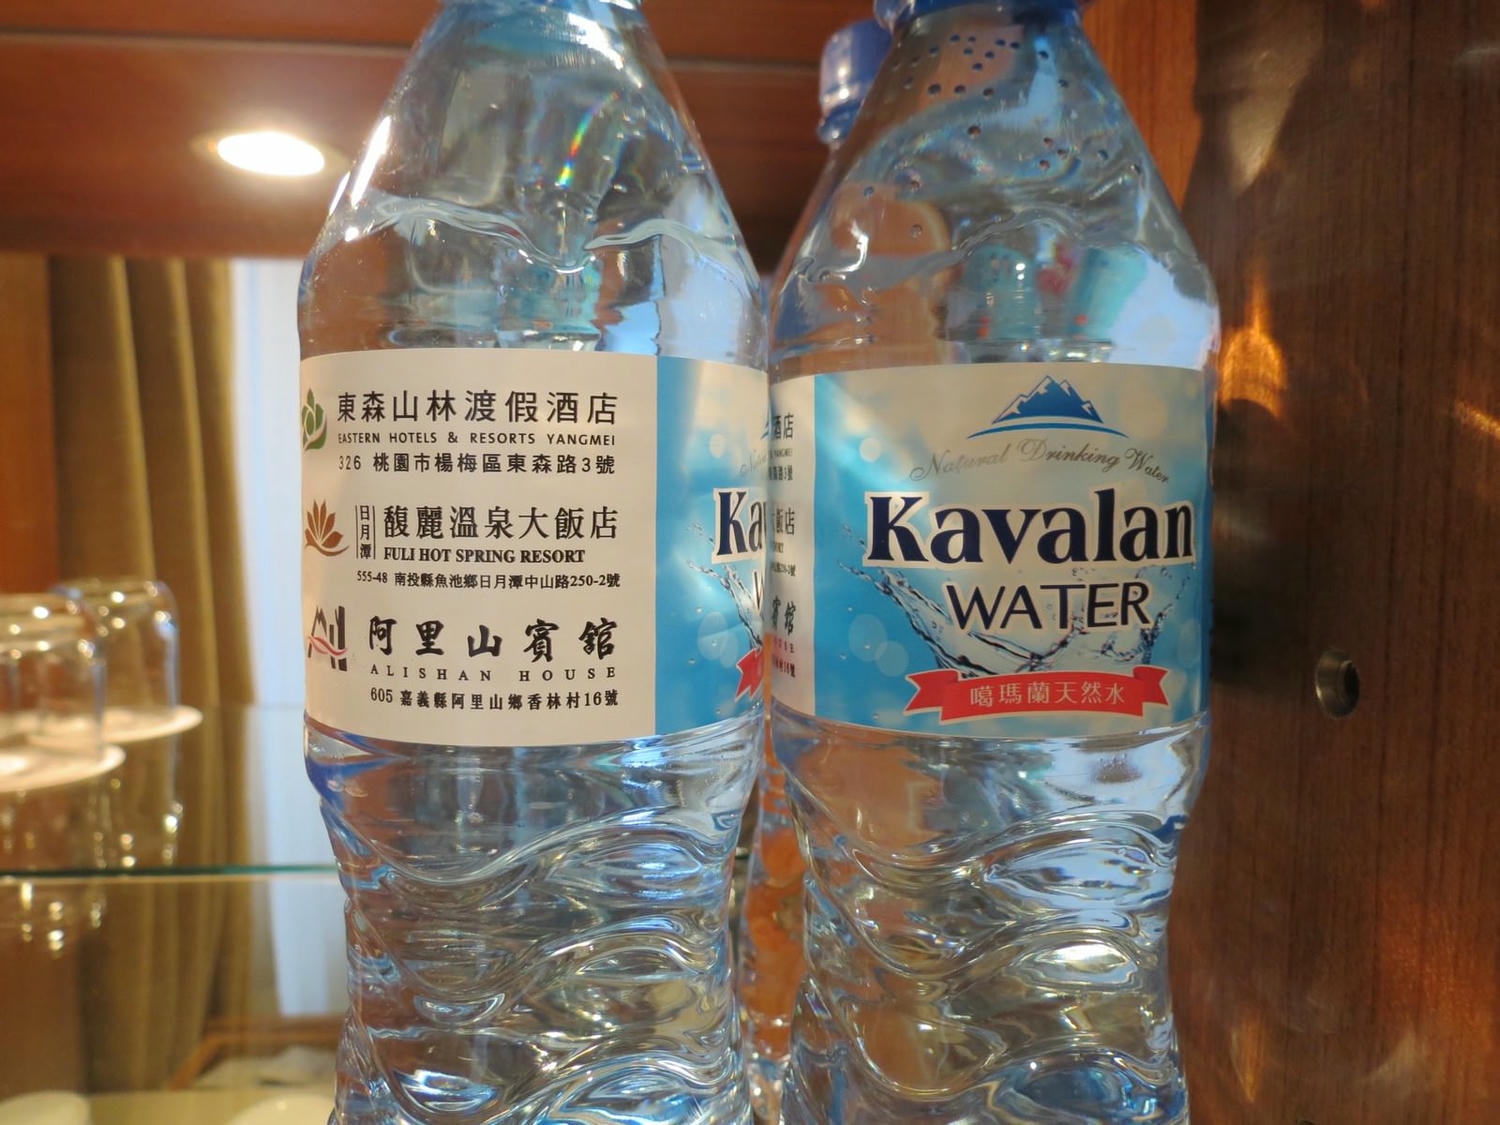 東森山林渡假酒店
EASTERN HOTELS & RESORTS YANGMEI
326 桃園市楊梅區東森路3號
日月潭 馥麗溫泉大飯店
FULI HOT SPRING RESORT
555-48 南投縣魚池鄉日月潭中山路250-2號
阿里山賓館
ALISHAN HOUSE
605 嘉義縣阿里山鄉香林村16號
Natural Drinking Water
Kavalan
WATER
噶瑪蘭天然水